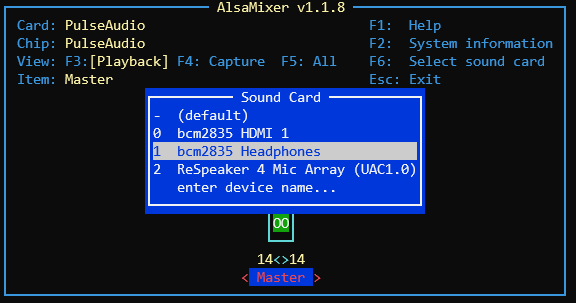 AlsaMixer v1.1.8
Card: PulseAudio F1: Help
Chip: PulseAudio F2: System information
View: F3:[Playback] F4: Capture F5: All F6: Select sound card
Item: Master Esc: Exit
Sound Card
- (default)
0 bcm2835 HDMI 1
1 bcm2835 Headphones
2 ReSpeaker 4 Mic Array (UAC1.0)
enter device name...
OO
14<>14
< Master >